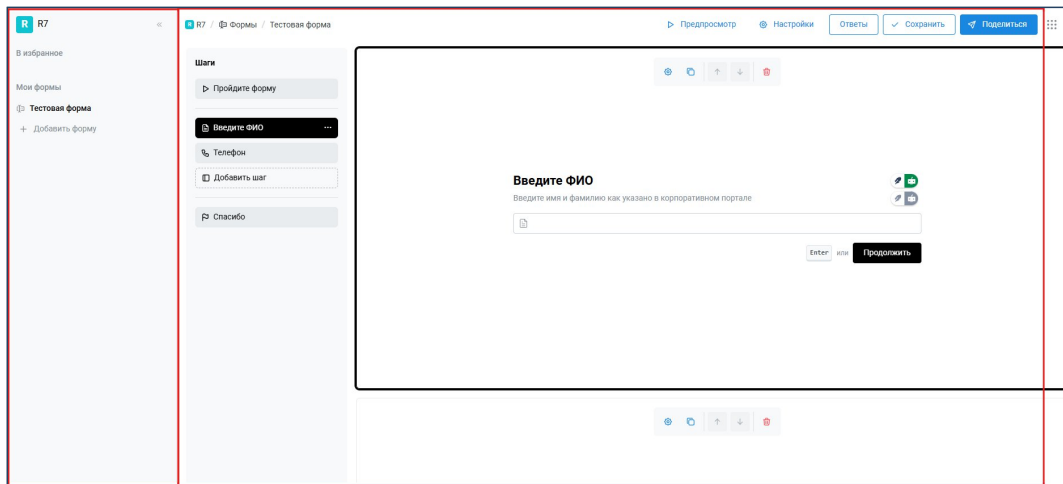 R R7 «
В избранное
Мои формы
Тестовая форма
+ Добавить форму
R R7 / Формы / Тестовая форма
Предпросмотр
Настройки
Ответы
Сохранить
Поделиться
Шаги
Пройдите форму
Введите ФИО ...
Телефон
Добавить шаг
Спасибо
Введите ФИО
Введите имя и фамилию как указано в корпоративном портале
Enter или Продолжить